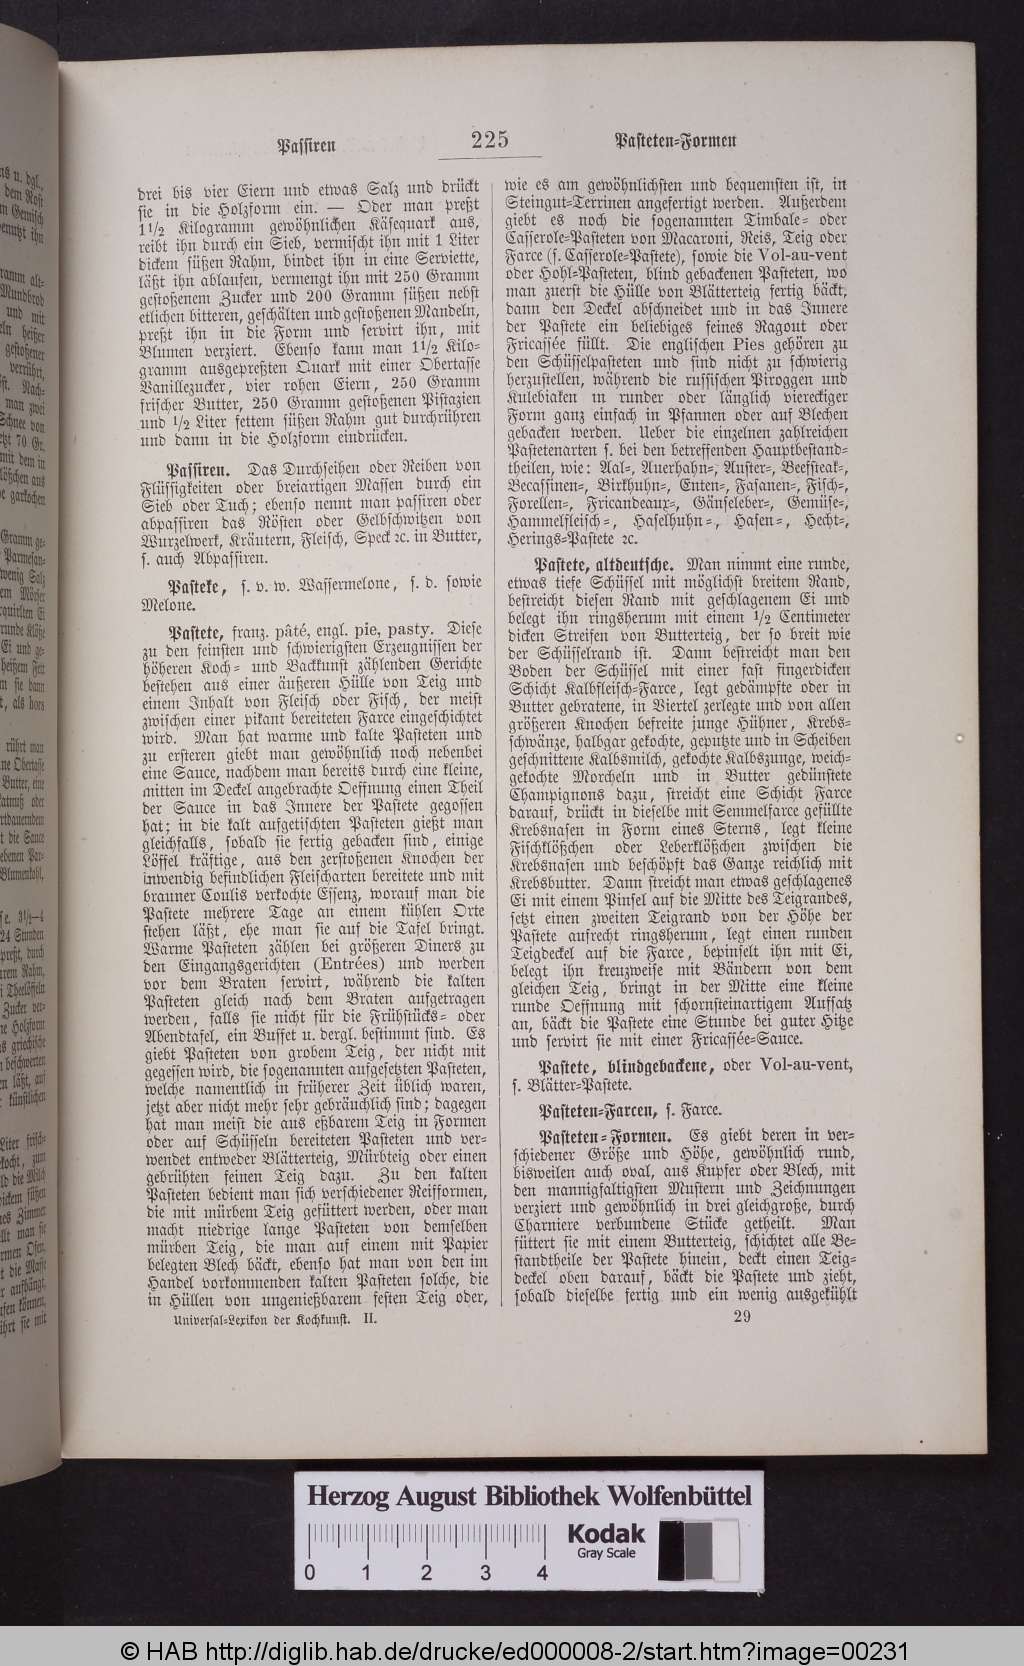 Passiren
225
Pasteten-Formen
drei bis vier Eiern und etwas Salz und drückt
sie in die Holzform ein. — Oder man preßt
1 1/2 Kilogramm gewöhnlichen Käsequark aus,
reibt ihn durch ein Sieb, vermischt ihn mit 1 Liter
dickem süßen Rahm, bindet ihn in eine Serviette,
läßt ihn ablaufen, vermengt ihn mit 250 Gramm
gestoßenem Zucker und 200 Gramm süßen nebst
etlichen bitteren, geschälten und gestoßenen Mandeln,
preßt ihn in die Form und servirt ihn, mit
Blumen verziert. Ebenso kann man 1 1/2 Kilo-
gramm ausgepreßten Quark mit einer Obertasse
Vanillezucker, vier rohen Eiern, 250 Gramm
frischer Butter, 250 Gramm gestoßenen Pistazien
und 1/2 Liter fettem süßen Rahm gut durchrühren
und dann in die Holzform eindrücken.
Passiren. Das Durchseihen oder Reiben von
Flüssigkeiten oder breiartigen Massen durch ein
Sieb oder Tuch; ebenso nennt man passiren oder
abpassiren das Rösten oder Gelbschwitzen von
Wurzelwerk, Kräutern, Fleisch, Speck ꝛc. in Butter,
s. auch Abpassiren.
Pasteke, s. v. w. Wassermelone, s. d. sowie
Melone.
Pastete, franz. pâté, engl. pie, pasty. Diese
zu den feinsten und schwierigsten Erzeugnissen der
höheren Koch- und Backkunst zählenden Gerichte
bestehen aus einer äußeren Hülle von Teig und
einem Inhalt von Fleisch oder Fisch, der meist
zwischen einer pikant bereiteten Farce eingeschichtet
wird. Man hat warme und kalte Pasteten und
zu ersteren giebt man gewöhnlich noch nebenbei
eine Sauce, nachdem man bereits durch eine kleine,
mitten im Deckel angebrachte Oeffnung einen Theil
der Sauce in das Innere der Pastete gegossen
hat; in die kalt aufgetischten Pasteten gießt man
gleichfalls, sobald sie fertig gebacken sind, einige
Löffel kräftige, aus den zerstoßenen Knochen der
inwendig befindlichen Fleischarten bereitete und mit
brauner Coulis verkochte Essenz, worauf man die
Pastete mehrere Tage an einem kühlen Orte
stehen läßt, ehe man sie auf die Tafel bringt.
Warme Pasteten zählen bei größeren Diners zu
den Eingangsgerichten (Entrées) und werden
vor dem Braten servirt, während die kalten
Pasteten gleich nach dem Braten aufgetragen
werden, falls sie nicht für die Frühstücks- oder
Abendtafel, ein Buffet u. dergl. bestimmt sind. Es
giebt Pasteten von grobem Teig, der nicht mit
gegessen wird, die sogenannten aufgesetzten Pasteten,
welche namentlich in früherer Zeit üblich waren,
jetzt aber nicht mehr sehr gebräuchlich sind; dagegen
hat man meist die aus eßbarem Teig in Formen
oder auf Schüsseln bereiteten Pasteten und ver-
wendet entweder Blätterteig, Mürbteig oder einen
gebrühten feinen Teig dazu. Zu den kalten
Pasteten bedient man sich verschiedener Reifformen,
die mit mürbem Teig gefüttert werden, oder man
macht niedrige lange Pasteten von demselben
mürben Teig, die man auf einem mit Papier
belegten Blech bäckt, ebenso hat man von den im
Handel vorkommenden kalten Pasteten solche, die
in Hüllen von ungenießbarem festen Teig oder,
Universal-Lexikon der Kochkunst. II.
wie es am gewöhnlichsten und bequemsten ist, in
Steingut-Terrinen angefertigt werden. Außerdem
giebt es noch die sogenannten Timbale- oder
Casserole-Pasteten von Macaroni, Reis, Teig oder
Farce (s. Casserole-Pastete), sowie die Vol-au-vent
oder Hohl-Pasteten, blind gebackenen Pasteten, wo
man zuerst die Hülle von Blätterteig fertig bäckt,
dann den Deckel abschneidet und in das Innere
der Pastete ein beliebiges feines Ragout oder
Fricassée füllt. Die englischen Pies gehören zu
den Schüsselpasteten und sind nicht zu schwierig
herzustellen, während die russischen Piroggen und
Kulebiaken in runder oder länglich viereckiger
Form ganz einfach in Pfannen oder auf Blechen
gebacken werden. Ueber die einzelnen zahlreichen
Pastetenarten s. bei den betreffenden Hauptbestand-
theilen, wie: Aal-, Auerhahn-, Auster-, Beefsteak-,
Becassinen-, Birkhuhn-, Enten-, Fasanen-, Fisch-,
Forellen-, Fricandeaux-, Gänseleber-, Gemüse-,
Hammelfleisch-, Haselhuhn-, Hasen-, Hecht-,
Herings-Pastete ꝛc.
Pastete, altdeutsche. Man nimmt eine runde,
etwas tiefe Schüssel mit möglichst breitem Rand,
bestreicht diesen Rand mit geschlagenem Ei und
belegt ihn ringsherum mit einem 1/2 Centimeter
dicken Streifen von Butterteig, der so breit wie
der Schüsselrand ist. Dann bestreicht man den
Boden der Schüssel mit einer fast fingerdicken
Schicht Kalbfleisch-Farce, legt gedämpfte oder in
Butter gebratene, in Viertel zerlegte und von allen
größeren Knochen befreite junge Hühner, Krebs-
schwänze, halbgar gekochte, geputzte und in Scheiben
geschnittene Kalbsmilch, gekochte Kalbszunge, weich-
gekochte Morcheln und in Butter gedünstete
Champignons dazu, streicht eine Schicht Farce
darauf, drückt in dieselbe mit Semmelfarce gefüllte
Krebsnasen in Form eines Sterns, legt kleine
Fischklößchen oder Leberklößchen zwischen die
Krebsnasen und beschöpft das Ganze reichlich mit
Krebsbutter. Dann streicht man etwas geschlagenes
Ei mit einem Pinsel auf die Mitte des Teigrandes,
setzt einen zweiten Teigrand von der Höhe der
Pastete aufrecht ringsherum, legt einen runden
Teigdeckel auf die Farce, bepinselt ihn mit Ei,
belegt ihn kreuzweise mit Bändern von dem
gleichen Teig, bringt in der Mitte eine kleine
runde Oeffnung mit schornsteinartigem Aufsatz
an, bäckt die Pastete eine Stunde bei guter Hitze
und servirt sie mit einer Fricassée-Sauce.
Pastete, blindgebackene, oder Vol-au-vent,
s. Blätter-Pastete.
Pasteten-Farcen, s. Farce.
Pasteten-Formen. Es giebt deren in ver-
schiedener Größe und Höhe, gewöhnlich rund,
bisweilen auch oval, aus Kupfer oder Blech, mit
den mannigfaltigsten Mustern und Zeichnungen
verziert und gewöhnlich in drei gleichgroße, durch
Charniere verbundene Stücke getheilt. Man
füttert sie mit einem Butterteig, schichtet alle Be-
standtheile der Pastete hinein, deckt einen Teig-
deckel oben darauf, bäckt die Pastete und zieht,
sobald dieselbe fertig und ein wenig ausgekühlt
29
Herzog August Bibliothek Wolfenbüttel
Kodak
Gray Scale
0 1 2 3 4
© HAB http://diglib.hab.de/drucke/ed000008-2/start.htm?image=00231